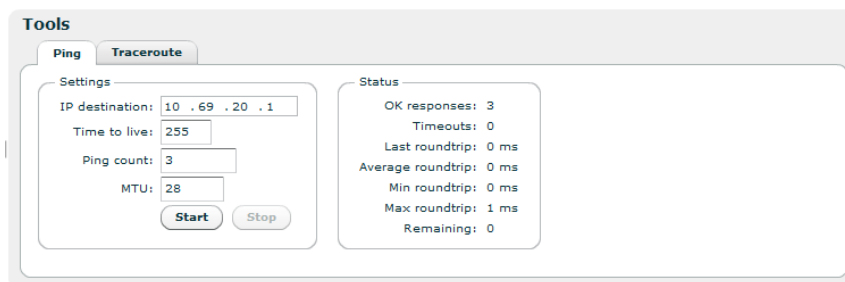 Tools
Ping
Traceroute
Settings
IP destination: 10 . 69 . 20 . 1
Time to live: 255
Ping count: 3
MTU: 28
Start
Stop
Status
OK responses: 3
Timeouts: 0
Last roundtrip: 0 ms
Average roundtrip: 0 ms
Min roundtrip: 0 ms
Max roundtrip: 1 ms
Remaining: 0